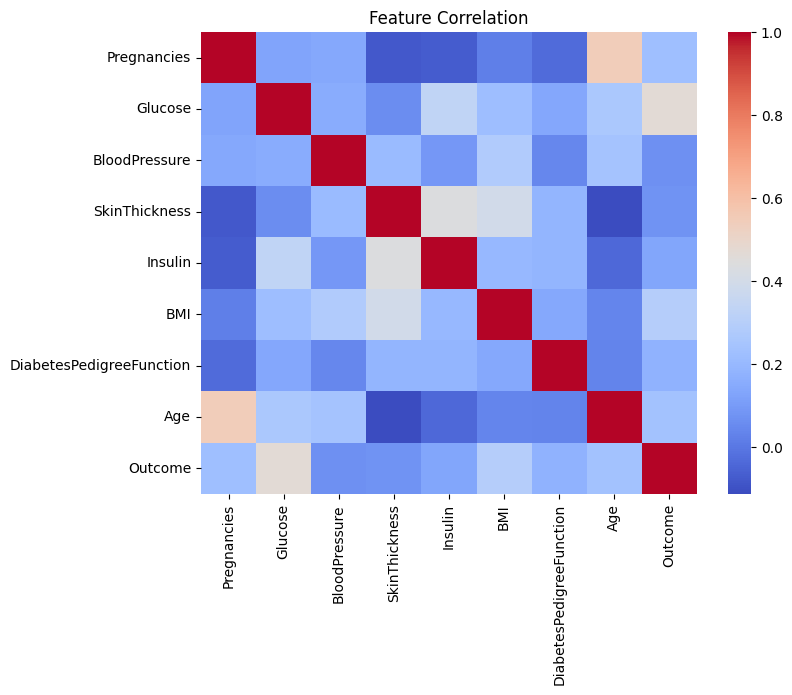 Feature Correlation
Pregnancies
Glucose
BloodPressure
SkinThickness
Insulin
BMI
DiabetesPedigreeFunction
Age
Outcome
Pregnancies
Glucose
BloodPressure
SkinThickness
Insulin
BMI
DiabetesPedigreeFunction
Age
Outcome
1.0
0.8
0.6
0.4
0.2
0.0